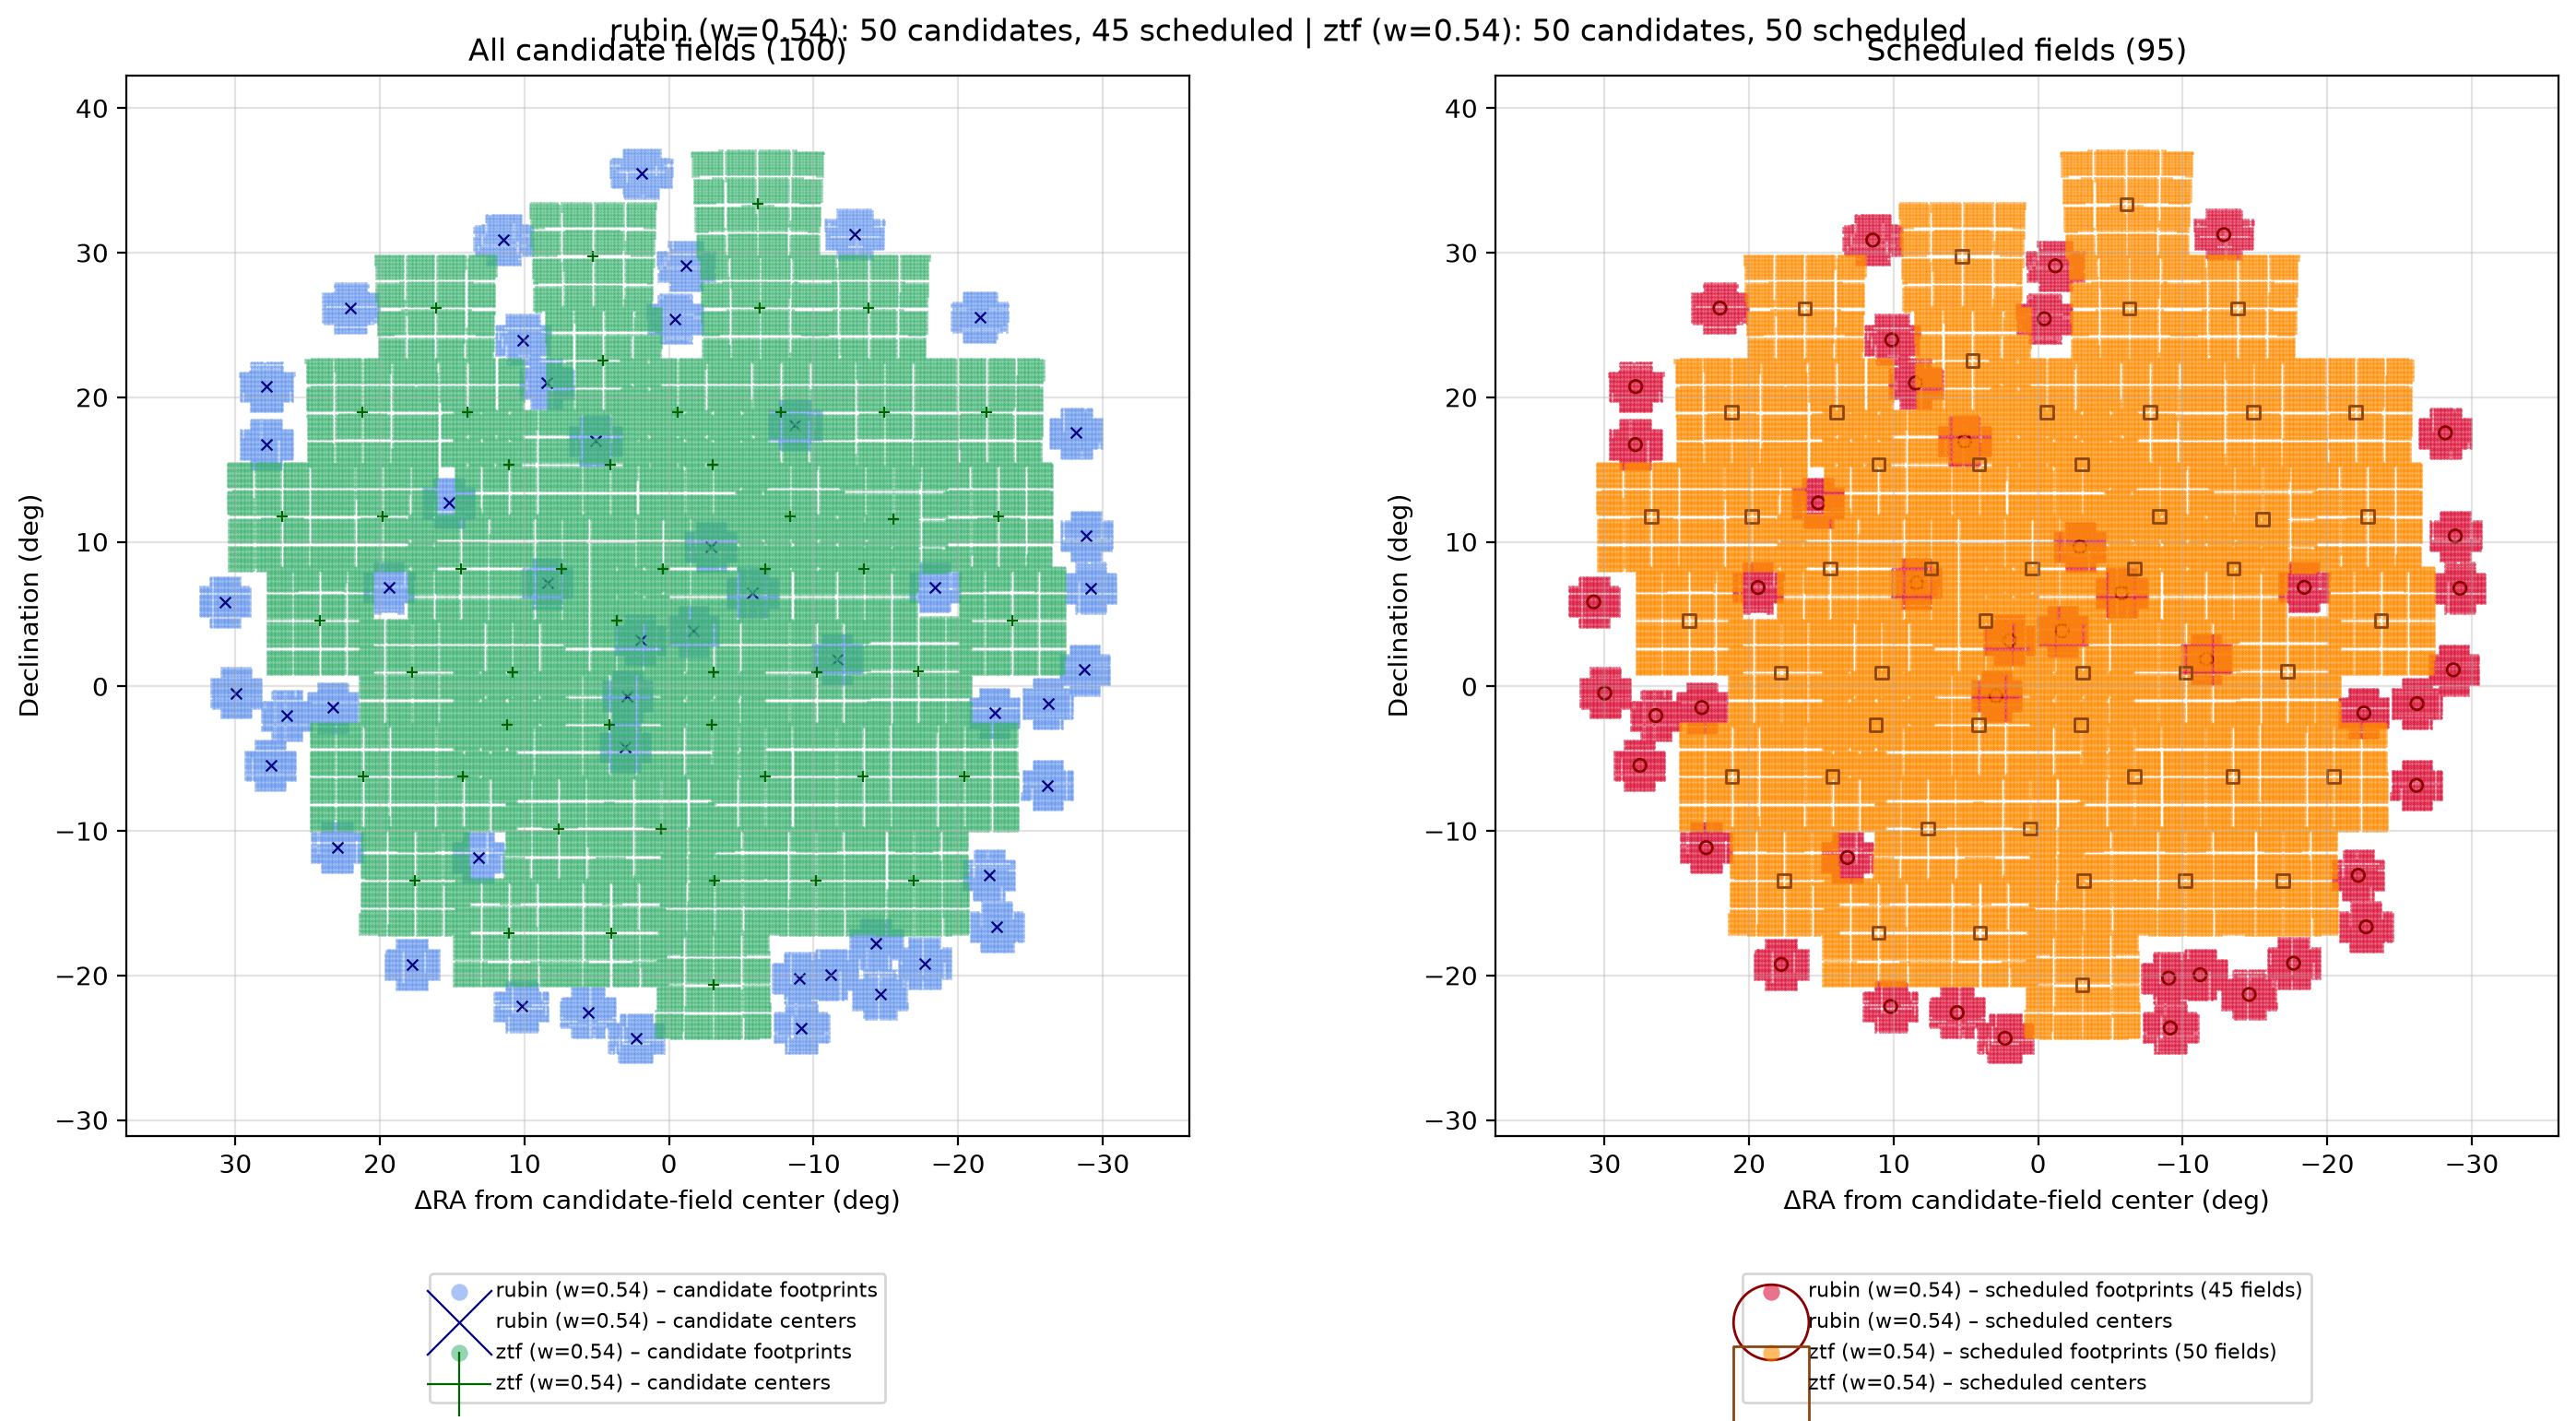 rubin (w=0.54): 50 candidates, 45 scheduled | ztf (w=0.54): 50 candidates, 50 scheduled
All candidate fields (100)
40
30
20
10
0
−10
−20
−30
Declination (deg)
30 20 10 0 −10 −20 −30
ΔRA from candidate-field center (deg)
rubin (w=0.54) – candidate footprints
rubin (w=0.54) – candidate centers
ztf (w=0.54) – candidate footprints
ztf (w=0.54) – candidate centers
Scheduled fields (95)
40
30
20
10
0
−10
−20
−30
Declination (deg)
30 20 10 0 −10 −20 −30
ΔRA from candidate-field center (deg)
rubin (w=0.54) – scheduled footprints (45 fields)
rubin (w=0.54) – scheduled centers
ztf (w=0.54) – scheduled footprints (50 fields)
ztf (w=0.54) – scheduled centers